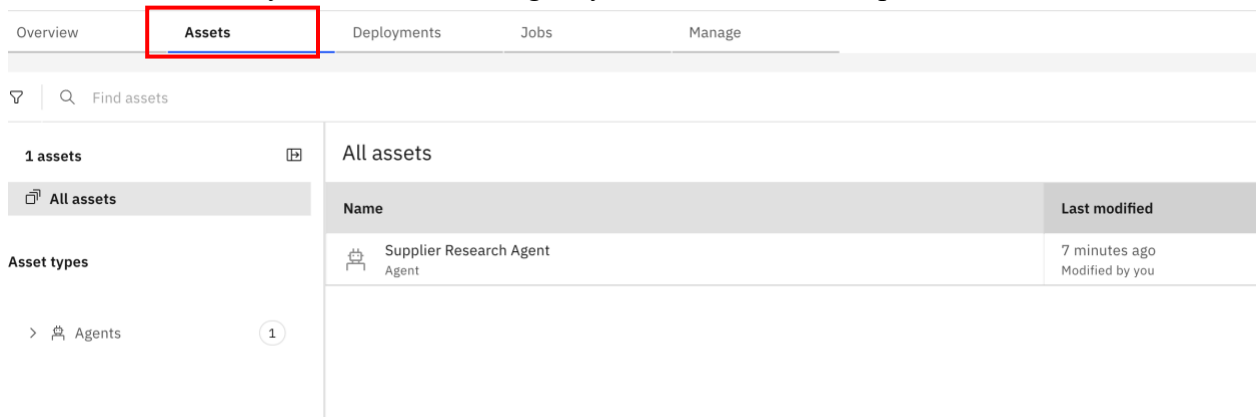 Overview Assets Deployments Jobs Manage
Find assets
1 assets
All assets
Asset types
Agents 1
All assets
Name Last modified
Supplier Research Agent 7 minutes ago
Agent Modified by you